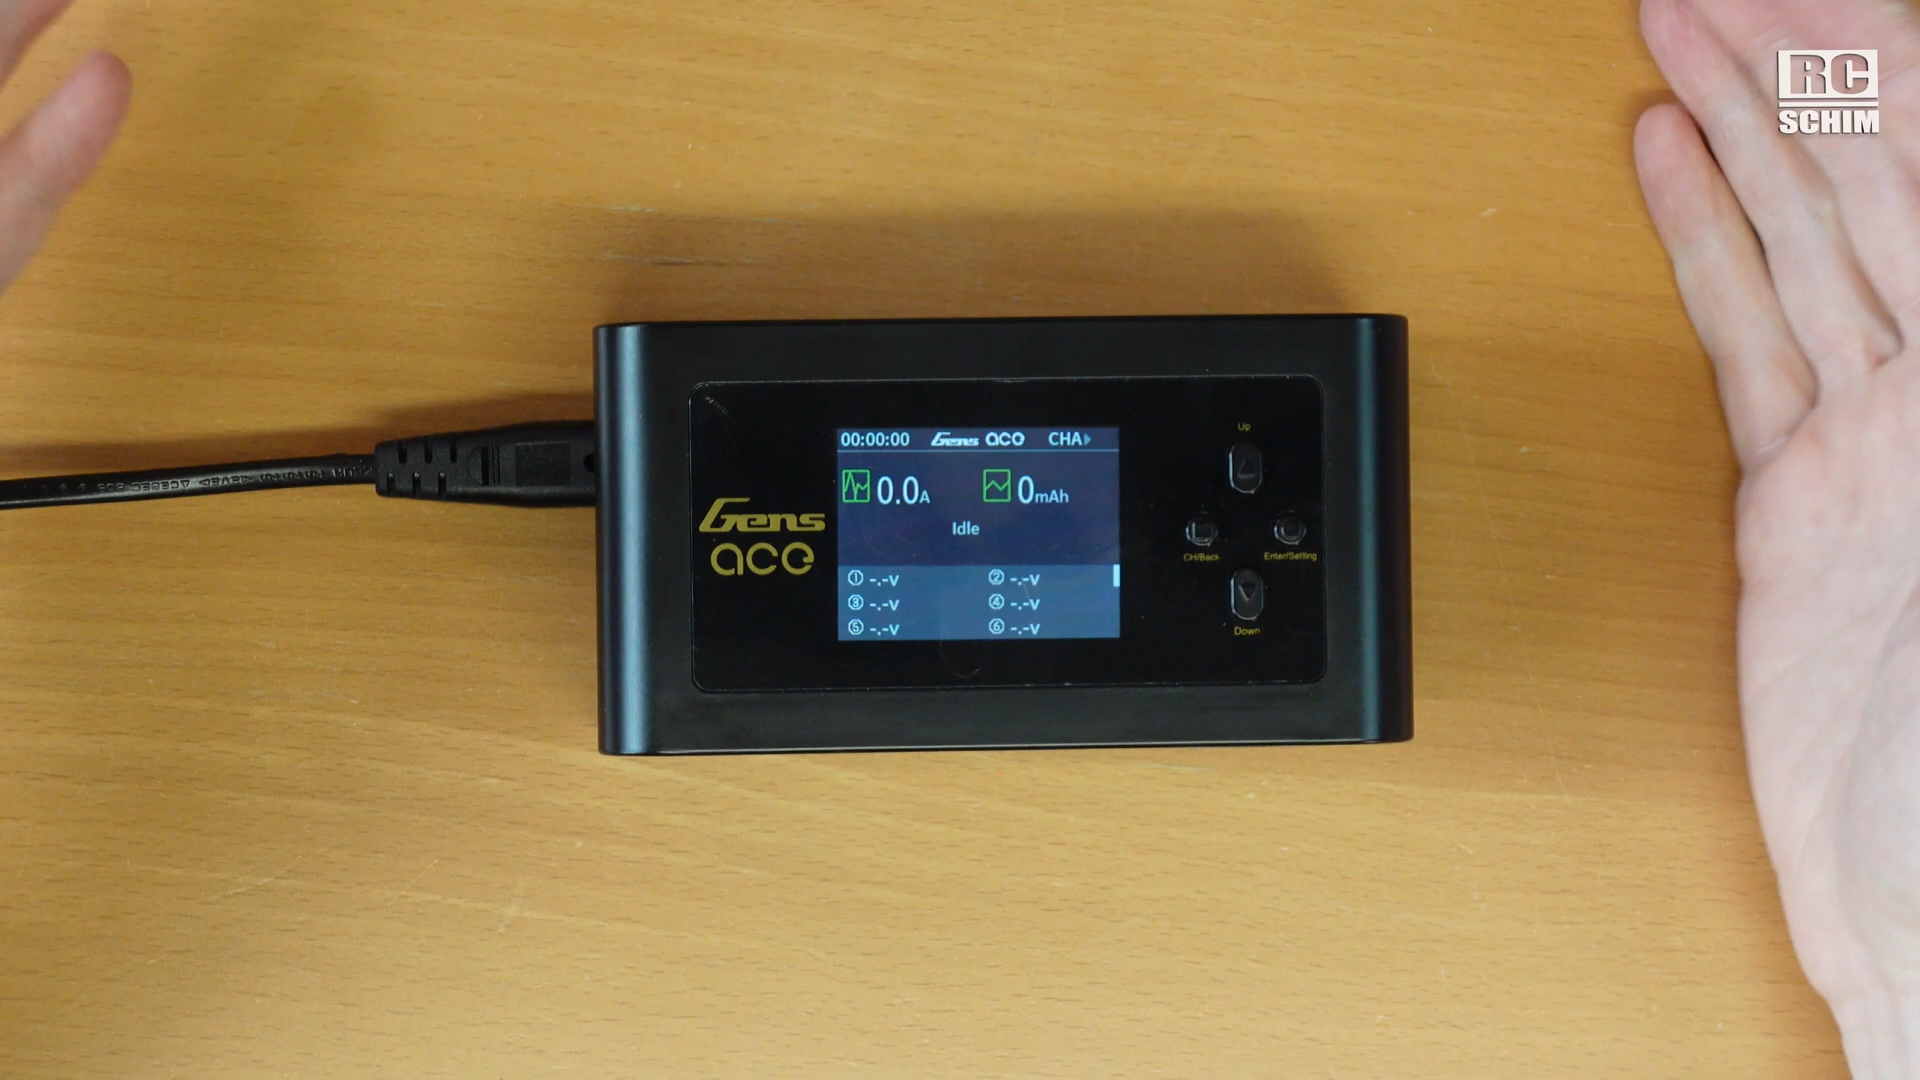 RC
SCHIM
00:00:00 Gens ace CHA
0.0A 0mAh
Idle
① -.-V ② -.-V
③ -.-V ④ -.-V
⑤ -.-V ⑥ -.-V
Gens
ace
Up
CH/Back Enter/Setting
Down